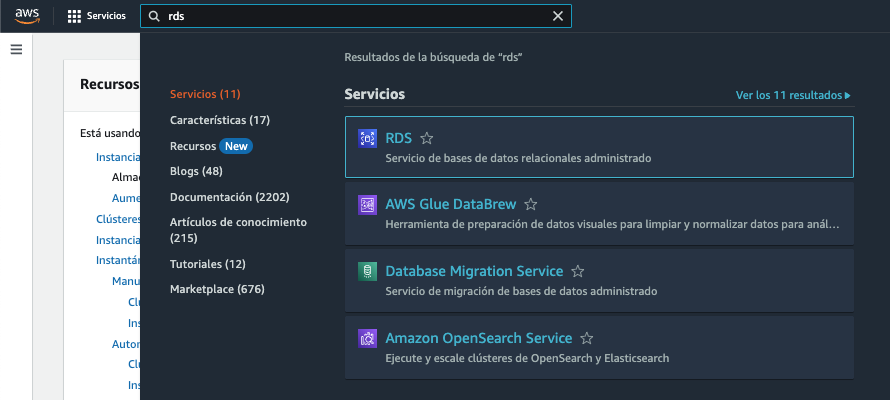 aws
Servicios
rds
Resultados de la búsqueda de “rds”
Servicios (11)
Características (17)
Recursos New
Blogs (48)
Documentación (2202)
Artículos de conocimiento
(215)
Tutoriales (12)
Marketplace (676)
Servicios
Ver los 11 resultados
RDS
Servicio de bases de datos relacionales administrado
AWS Glue DataBrew
Herramienta de preparación de datos visuales para limpiar y normalizar datos para anál...
Database Migration Service
Servicio de migración de bases de datos administrado
Amazon OpenSearch Service
Ejecute y escale clústeres de OpenSearch y Elasticsearch
Recursos
Está usando
Instancia
Alma
Aume
Clústeres
Instancia
Instantán
Manu
Clú
Ins
Autor
Clú
Ins